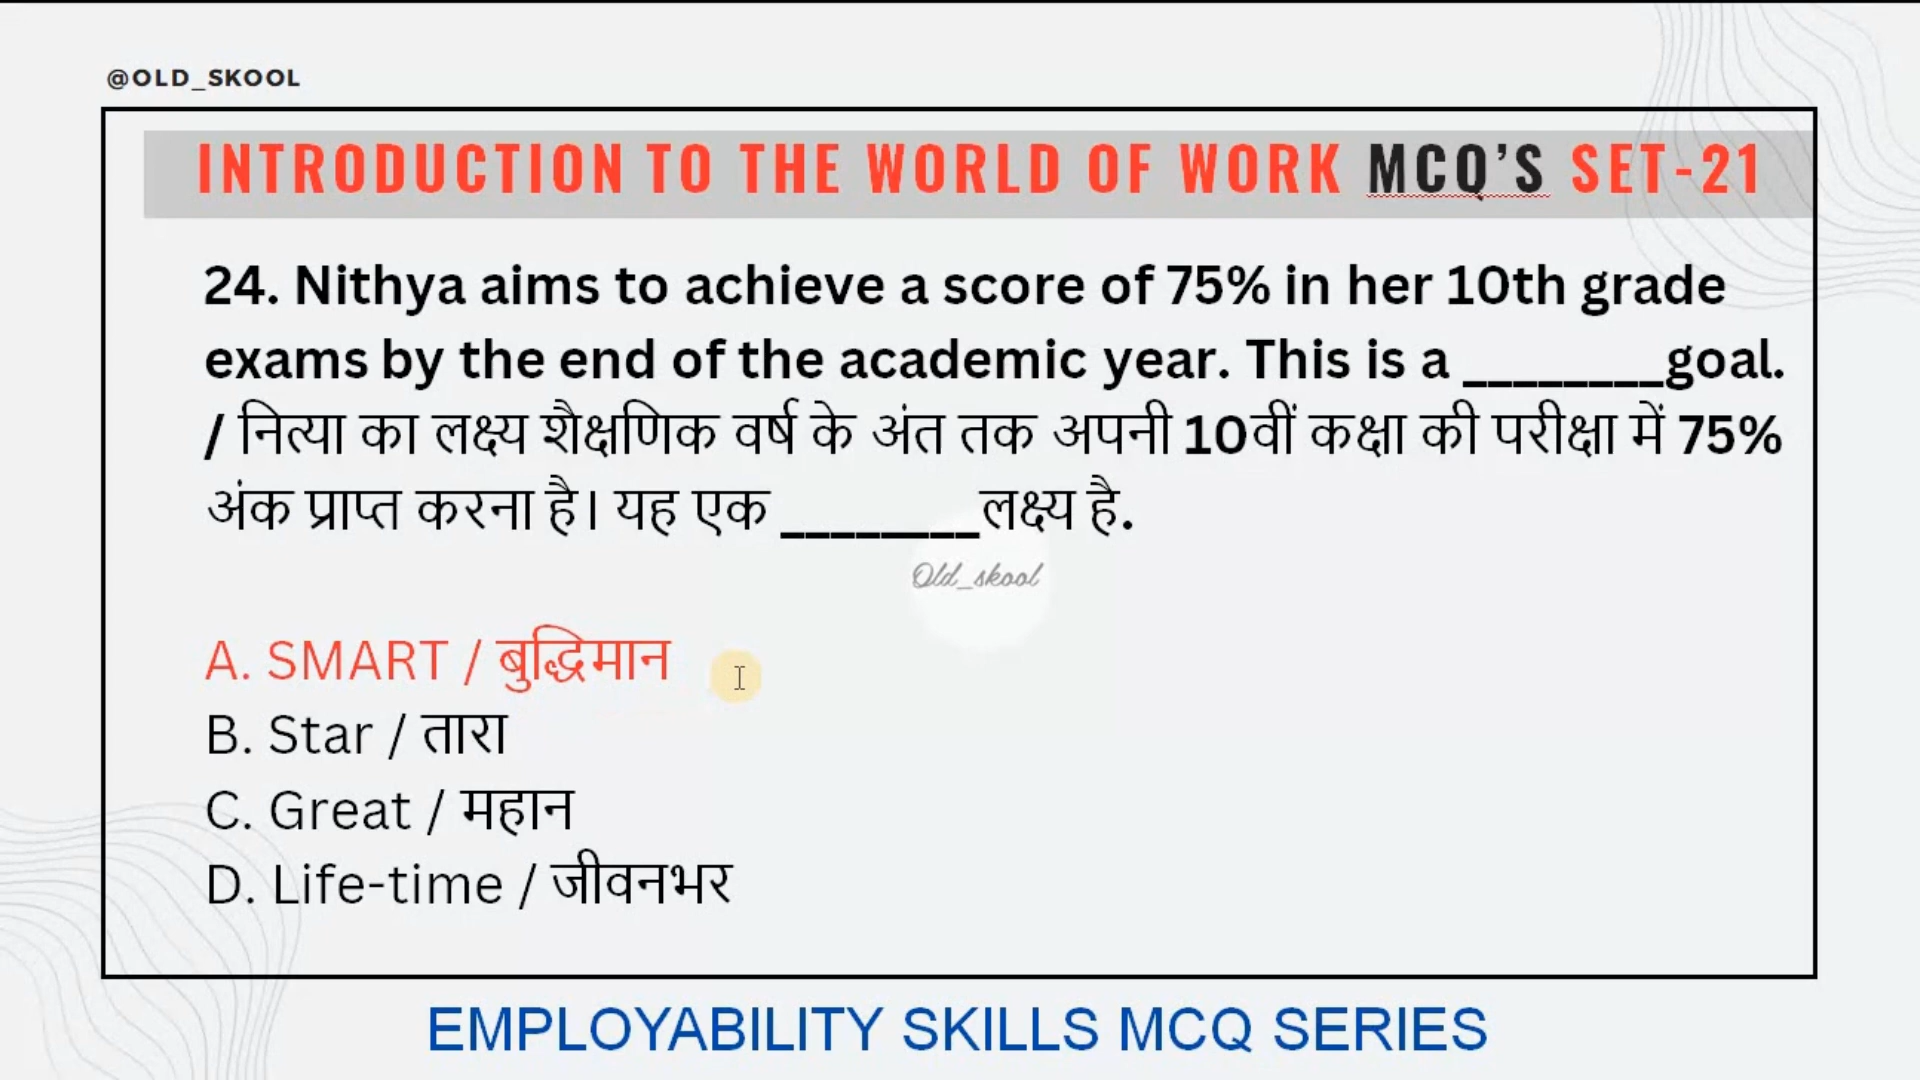 @OLD_SKOOL
INTRODUCTION TO THE WORLD OF WORK MCQ'S SET-21
24. Nithya aims to achieve a score of 75% in her 10th grade
exams by the end of the academic year. This is a ________goal.
/ नित्या का लक्ष्य शैक्षणिक वर्ष के अंत तक अपनी 10वीं कक्षा की परीक्षा में 75%
अंक प्राप्त करना है। यह एक ________लक्ष्य है.
Old_skool
A. SMART / बुद्धिमान
B. Star / तारा
C. Great / महान
D. Life-time / जीवनभर
EMPLOYABILITY SKILLS MCQ SERIES